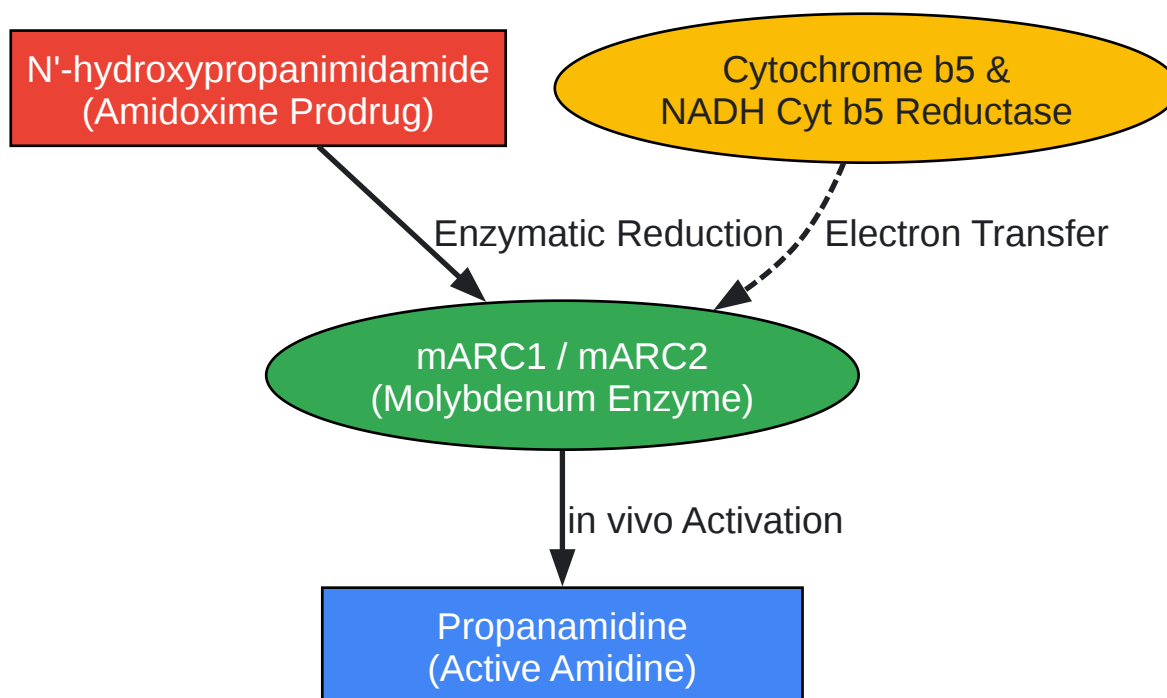 N'-hydroxypropanimidamide
(Amidoxime Prodrug)
Cytochrome b5 &
NADH Cyt b5 Reductase
Enzymatic Reduction
Electron Transfer
mARC1 / mARC2
(Molybdenum Enzyme)
in vivo Activation
Propanamidine
(Active Amidine)